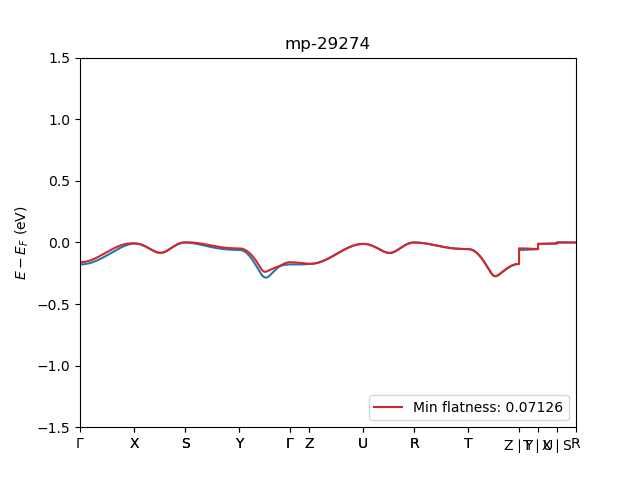 mp-29274
1.5
1.0
0.5
0.0
−0.5
−1.0
−1.5
E − E_F (eV)
Min flatness: 0.07126
Γ X S Y Γ Z U R T Z|T Y|X U|S R